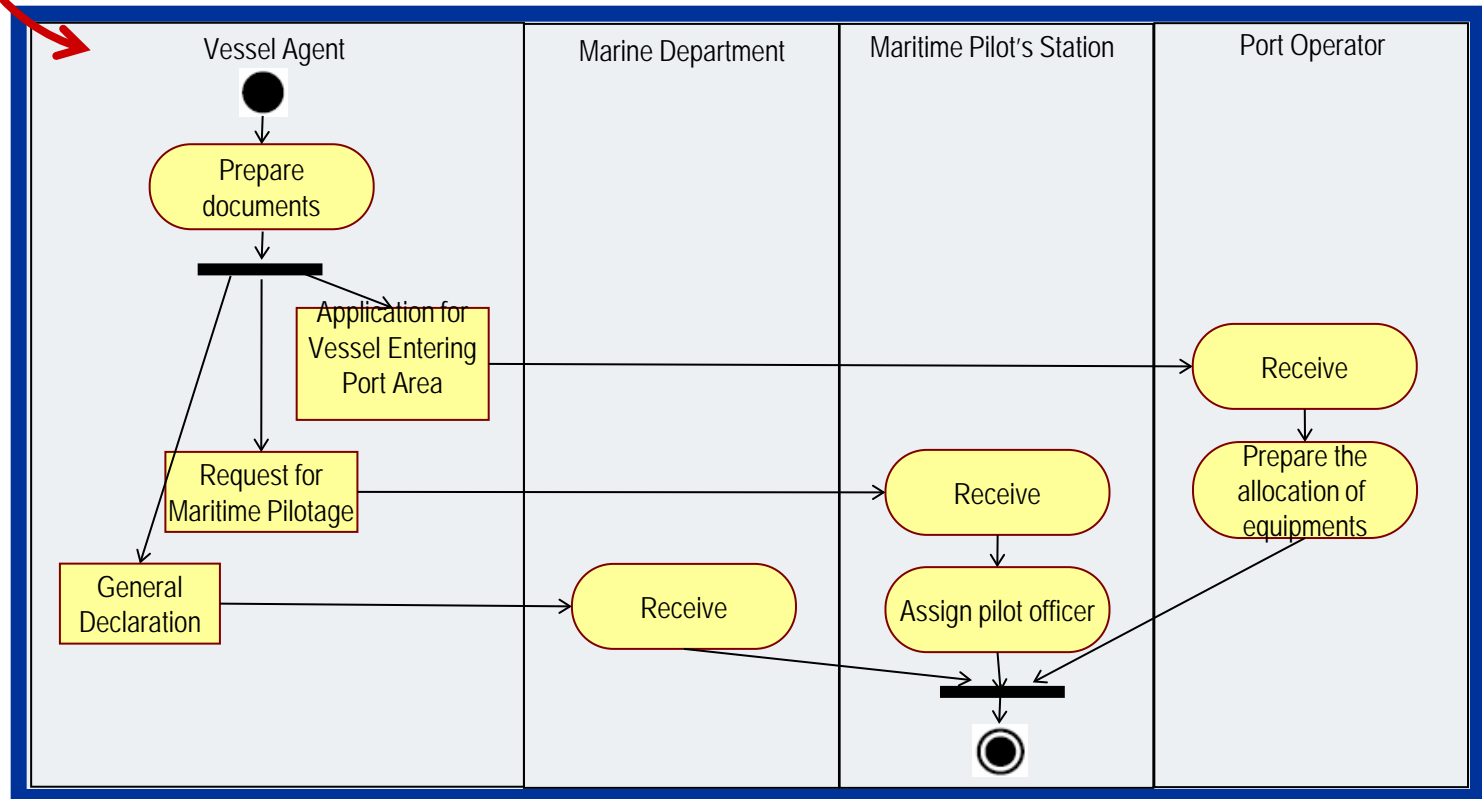 Vessel Agent
Marine Department
Maritime Pilot's Station
Port Operator
Prepare
documents
Application for
Vessel Entering
Port Area
Receive
Request for
Maritime Pilotage
Receive
Prepare the
allocation of
equipments
General
Declaration
Receive
Assign pilot officer